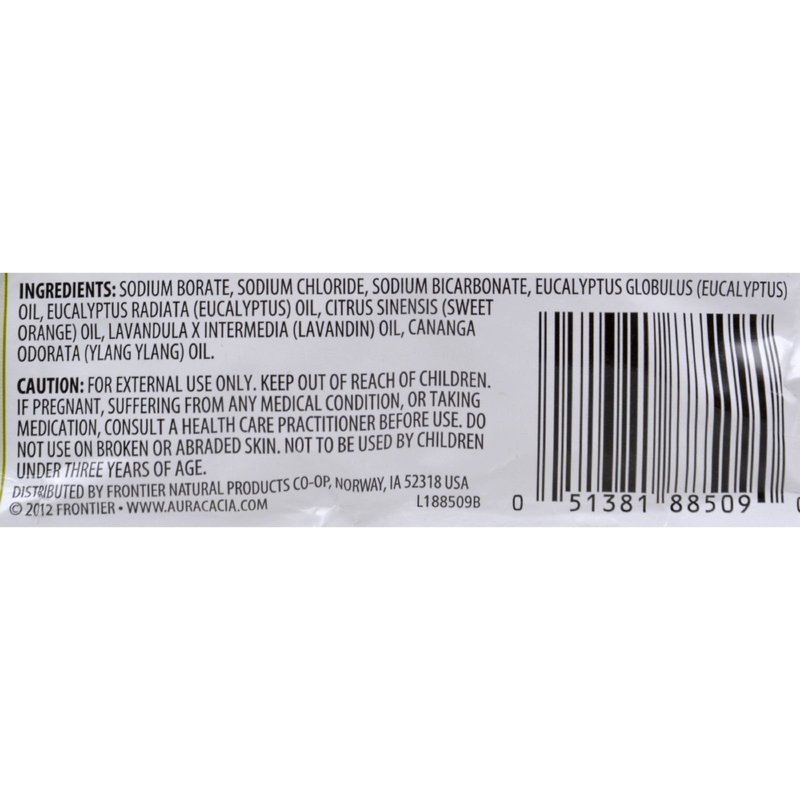 INGREDIENTS: SODIUM BORATE, SODIUM CHLORIDE, SODIUM BICARBONATE, EUCALYPTUS GLOBULUS (EUCALYPTUS)
OIL, EUCALYPTUS RADIATA (EUCALYPTUS) OIL, CITRUS SINENSIS (SWEET
ORANGE) OIL, LAVANDULA X INTERMEDIA (LAVANDIN) OIL, CANANGA
ODORATA (YLANG YLANG) OIL.
CAUTION: FOR EXTERNAL USE ONLY. KEEP OUT OF REACH OF CHILDREN.
IF PREGNANT, SUFFERING FROM ANY MEDICAL CONDITION, OR TAKING
MEDICATION, CONSULT A HEALTH CARE PRACTITIONER BEFORE USE. DO
NOT USE ON BROKEN OR ABRADED SKIN. NOT TO BE USED BY CHILDREN
UNDER THREE YEARS OF AGE.
DISTRIBUTED BY FRONTIER NATURAL PRODUCTS CO-OP, NORWAY, IA 52318 USA
© 2012 FRONTIER • WWW.AURACACIA.COM L188509B
0 51381 88509